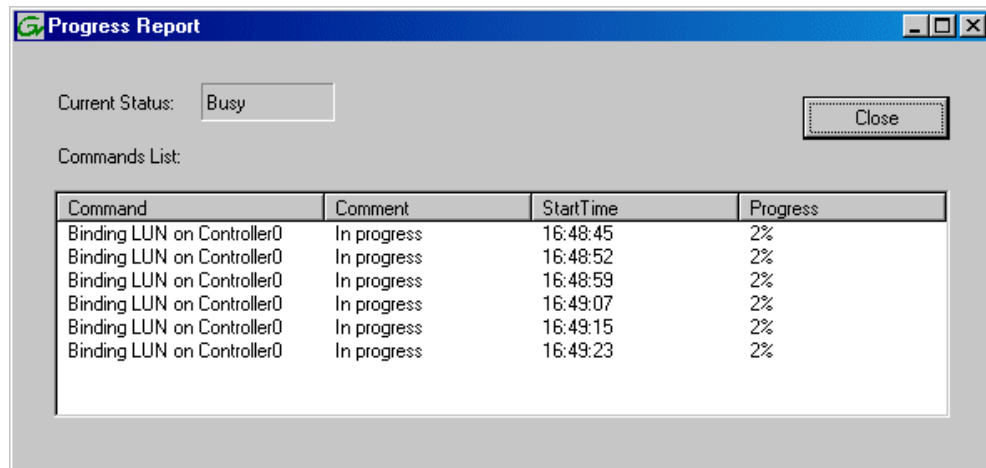 Progress Report
Current Status: Busy
Close
Commands List:
Command Comment StartTime Progress
Binding LUN on Controller0 In progress 16:48:45 2%
Binding LUN on Controller0 In progress 16:48:52 2%
Binding LUN on Controller0 In progress 16:48:59 2%
Binding LUN on Controller0 In progress 16:49:07 2%
Binding LUN on Controller0 In progress 16:49:15 2%
Binding LUN on Controller0 In progress 16:49:23 2%